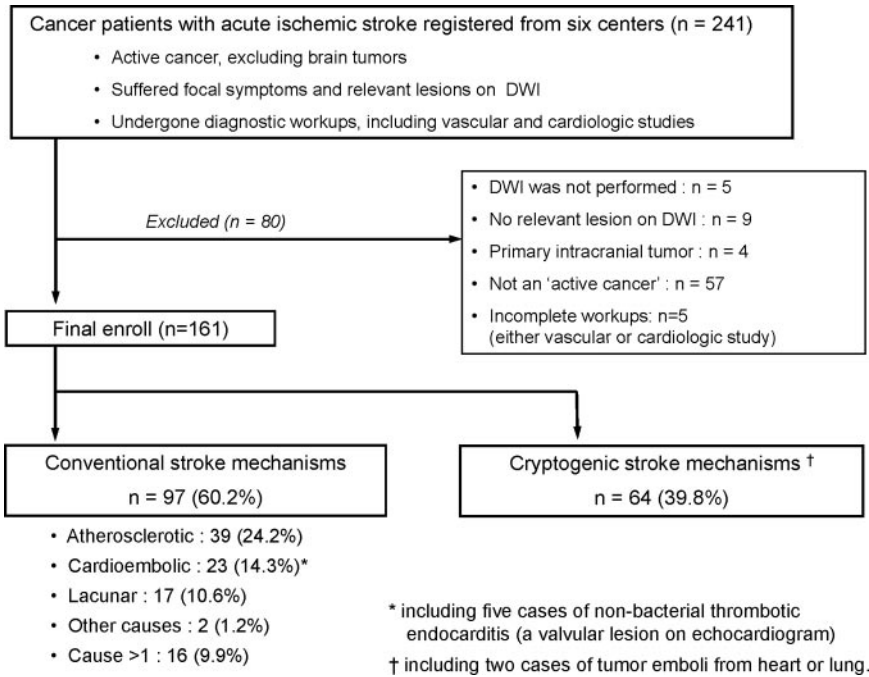 Cancer patients with acute ischemic stroke registered from six centers (n = 241)
• Active cancer, excluding brain tumors
• Suffered focal symptoms and relevant lesions on DWI
• Undergone diagnostic workups, including vascular and cardiologic studies
Excluded (n = 80)
• DWI was not performed : n = 5
• No relevant lesion on DWI : n = 9
• Primary intracranial tumor : n = 4
• Not an ‘active cancer’ : n = 57
• Incomplete workups: n=5
(either vascular or cardiologic study)
Final enroll (n=161)
Conventional stroke mechanisms
n = 97 (60.2%)
Cryptogenic stroke mechanisms †
n = 64 (39.8%)
• Atherosclerotic : 39 (24.2%)
• Cardioembolic : 23 (14.3%)*
• Lacunar : 17 (10.6%)
• Other causes : 2 (1.2%)
• Cause >1 : 16 (9.9%)
* including five cases of non-bacterial thrombotic
endocarditis (a valvular lesion on echocardiogram)
† including two cases of tumor emboli from heart or lung.